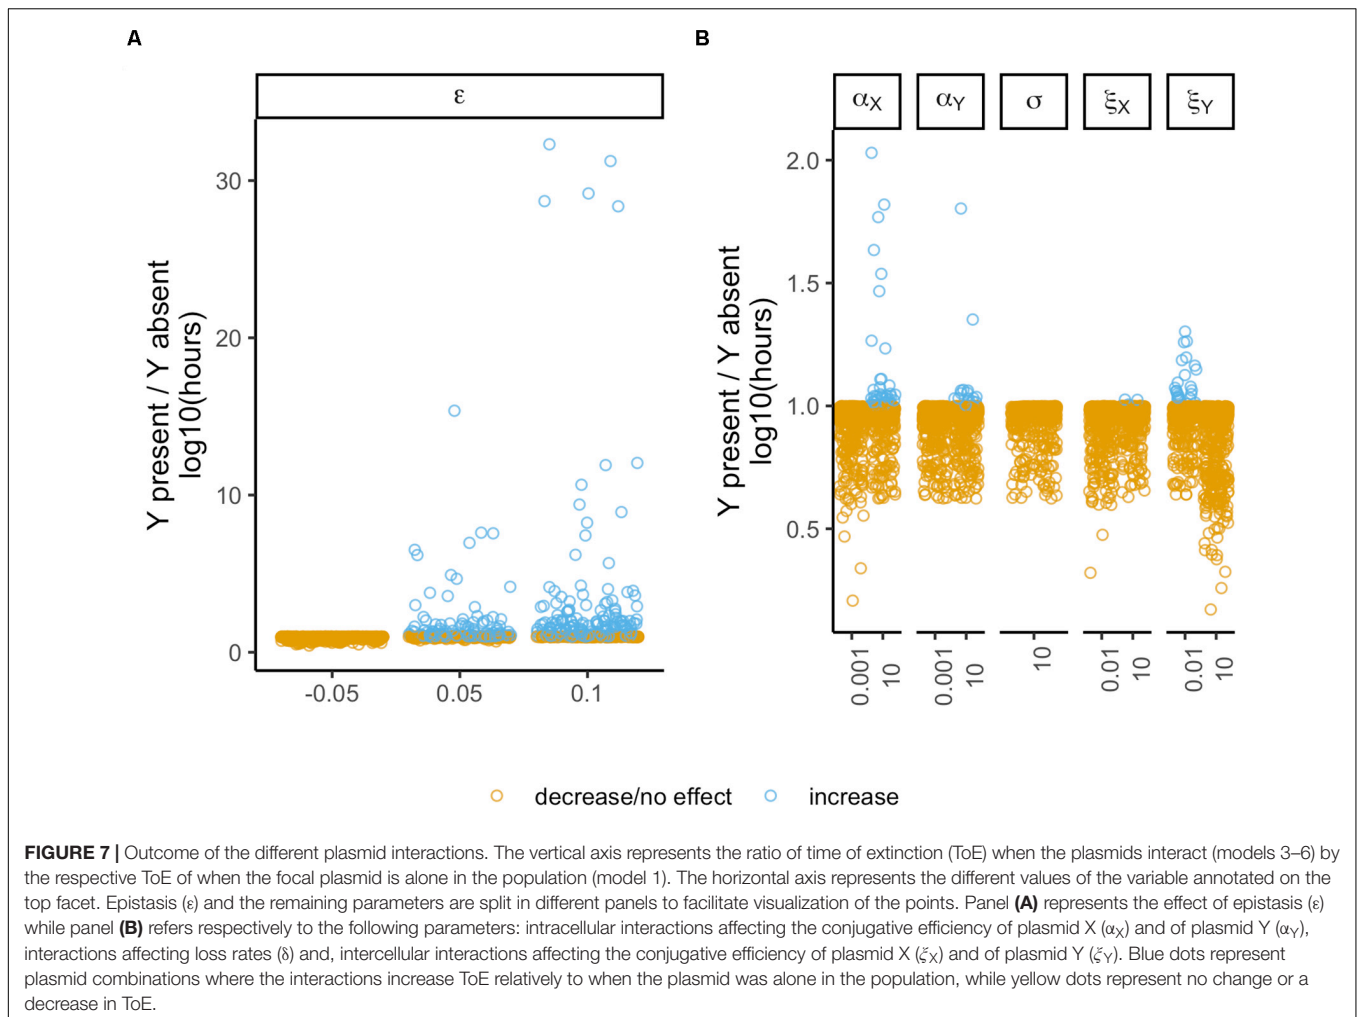 A
B
ε
αX
αY
σ
ξX
ξY
Y present / Y absent
log10(hours)
30
20
10
0
-0.05
0.05
0.1
Y present / Y absent
log10(hours)
2.0
1.5
1.0
0.5
0.001
10
0.001
10
10
0.01
10
0.01
10
decrease/no effect
increase
FIGURE 7 | Outcome of the different plasmid interactions. The vertical axis represents the ratio of time of extinction (ToE) when the plasmids interact (models 3–6) by
the respective ToE of when the focal plasmid is alone in the population (model 1). The horizontal axis represents the different values of the variable annotated on the
top facet. Epistasis (ε) and the remaining parameters are split in different panels to facilitate visualization of the points. Panel (A) represents the effect of epistasis (ε)
while panel (B) refers respectively to the following parameters: intracellular interactions affecting the conjugative efficiency of plasmid X (αX) and of plasmid Y (αY),
interactions affecting loss rates (δ) and, intercellular interactions affecting the conjugative efficiency of plasmid X (ξX) and of plasmid Y (ξY). Blue dots represent
plasmid combinations where the interactions increase ToE relatively to when the plasmid was alone in the population, while yellow dots represent no change or a
decrease in ToE.